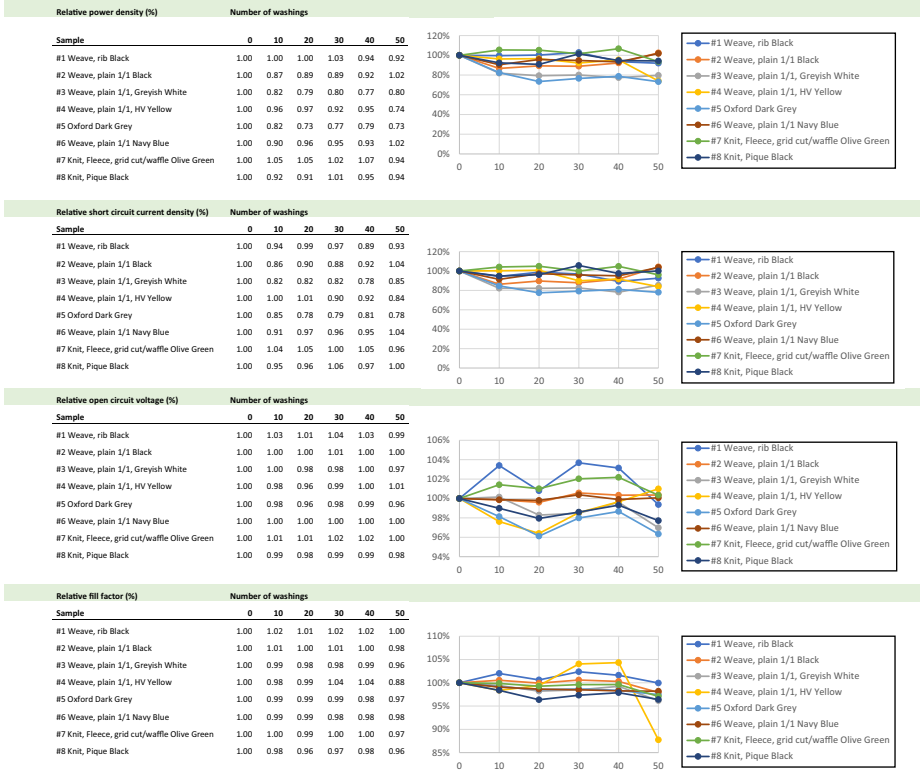 Relative power density (%) Number of washings
Sample 0 10 20 30 40 50
#1 Weave, rib Black 1.00 1.00 1.00 1.03 0.94 0.92
#2 Weave, plain 1/1 Black 1.00 0.87 0.88 0.89 0.92 1.02
#3 Weave, plain 1/1, Greyish White 1.00 0.82 0.79 0.80 0.77 0.80
#4 Weave, plain 1/1, HV Yellow 1.00 0.96 0.97 0.92 0.95 0.74
#5 Oxford Dark Grey 1.00 0.82 0.73 0.77 0.79 0.73
#6 Weave, plain 1/1 Navy Blue 1.00 0.90 0.96 0.95 0.93 1.02
#7 Knit, Fleece, grid cut/waffle Olive Green 1.00 1.05 1.05 1.02 1.07 0.94
#8 Knit, Pique Black 1.00 0.92 0.91 1.01 0.95 0.94
120%
100%
80%
60%
40%
20%
0%
0 10 20 30 40 50
#1 Weave, rib Black
#2 Weave, plain 1/1 Black
#3 Weave, plain 1/1, Greyish White
#4 Weave, plain 1/1, HV Yellow
#5 Oxford Dark Grey
#6 Weave, plain 1/1 Navy Blue
#7 Knit, Fleece, grid cut/waffle Olive Green
#8 Knit, Pique Black
Relative short circuit current density (%) Number of washings
Sample 0 10 20 30 40 50
#1 Weave, rib Black 1.00 0.94 0.99 0.97 0.89 0.93
#2 Weave, plain 1/1 Black 1.00 0.86 0.90 0.88 0.92 1.04
#3 Weave, plain 1/1, Greyish White 1.00 0.82 0.82 0.82 0.78 0.85
#4 Weave, plain 1/1, HV Yellow 1.00 1.00 1.01 0.90 0.92 0.84
#5 Oxford Dark Grey 1.00 0.85 0.78 0.79 0.81 0.78
#6 Weave, plain 1/1 Navy Blue 1.00 0.91 0.97 0.96 0.95 1.04
#7 Knit, Fleece, grid cut/waffle Olive Green 1.00 1.04 1.05 1.00 1.05 0.96
#8 Knit, Pique Black 1.00 0.95 0.96 1.06 0.97 1.00
120%
100%
80%
60%
40%
20%
0%
0 10 20 30 40 50
#1 Weave, rib Black
#2 Weave, plain 1/1 Black
#3 Weave, plain 1/1, Greyish White
#4 Weave, plain 1/1, HV Yellow
#5 Oxford Dark Grey
#6 Weave, plain 1/1 Navy Blue
#7 Knit, Fleece, grid cut/waffle Olive Green
#8 Knit, Pique Black
Relative open circuit voltage (%) Number of washings
Sample 0 10 20 30 40 50
#1 Weave, rib Black 1.00 1.03 1.01 1.04 1.03 0.99
#2 Weave, plain 1/1 Black 1.00 1.00 1.00 1.01 1.00 1.00
#3 Weave, plain 1/1, Greyish White 1.00 1.00 0.98 0.98 1.00 0.97
#4 Weave, plain 1/1, HV Yellow 1.00 0.98 0.96 0.99 1.00 1.01
#5 Oxford Dark Grey 1.00 0.98 0.96 0.98 0.99 0.96
#6 Weave, plain 1/1 Navy Blue 1.00 1.00 1.00 1.00 1.00 1.00
#7 Knit, Fleece, grid cut/waffle Olive Green 1.00 1.01 1.01 1.02 1.02 1.00
#8 Knit, Pique Black 1.00 0.99 0.98 0.99 0.99 0.98
106%
104%
102%
100%
98%
96%
94%
0 10 20 30 40 50
#1 Weave, rib Black
#2 Weave, plain 1/1 Black
#3 Weave, plain 1/1, Greyish White
#4 Weave, plain 1/1, HV Yellow
#5 Oxford Dark Grey
#6 Weave, plain 1/1 Navy Blue
#7 Knit, Fleece, grid cut/waffle Olive Green
#8 Knit, Pique Black
Relative fill factor (%) Number of washings
Sample 0 10 20 30 40 50
#1 Weave, rib Black 1.00 1.02 1.01 1.02 1.02 1.00
#2 Weave, plain 1/1 Black 1.00 1.01 1.00 1.01 1.00 0.98
#3 Weave, plain 1/1, Greyish White 1.00 0.99 0.98 0.98 0.99 0.96
#4 Weave, plain 1/1, HV Yellow 1.00 0.98 0.99 1.04 1.04 0.88
#5 Oxford Dark Grey 1.00 0.99 0.99 0.99 0.98 0.97
#6 Weave, plain 1/1 Navy Blue 1.00 0.99 0.99 0.98 0.98 0.98
#7 Knit, Fleece, grid cut/waffle Olive Green 1.00 1.00 0.99 1.00 1.00 0.97
#8 Knit, Pique Black 1.00 0.98 0.96 0.97 0.98 0.96
110%
105%
100%
95%
90%
85%
0 10 20 30 40 50
#1 Weave, rib Black
#2 Weave, plain 1/1 Black
#3 Weave, plain 1/1, Greyish White
#4 Weave, plain 1/1, HV Yellow
#5 Oxford Dark Grey
#6 Weave, plain 1/1 Navy Blue
#7 Knit, Fleece, grid cut/waffle Olive Green
#8 Knit, Pique Black